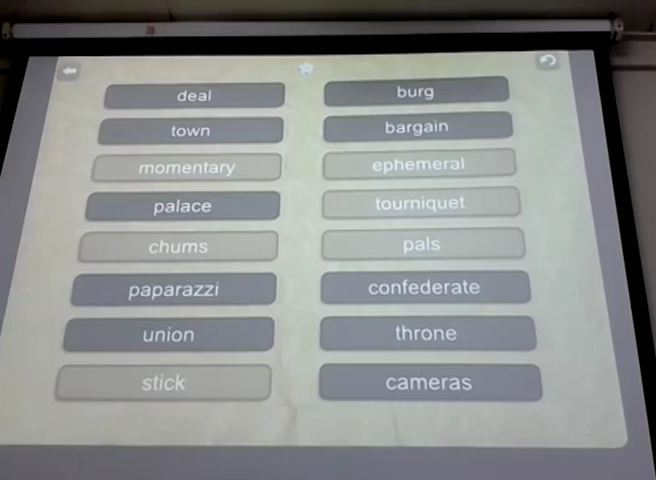 deal burg
town bargain
momentary ephemeral
palace tourniquet
chums pals
paparazzi confederate
union throne
stick cameras